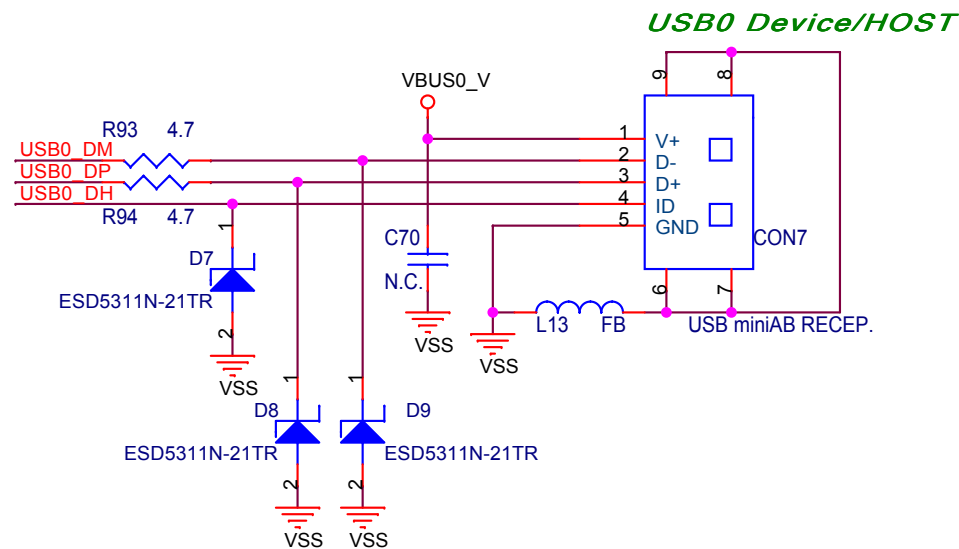 USB0 Device/HOST
VBUS0_V
9
8
R93 4.7
USB0_DM
USB0_DP
USB0_DH
R94 4.7
1
2
3
4
5
V+
D-
D+
ID
GND
CON7
1
D7
ESD5311N-21TR
2
VSS
C70
N.C.
VSS
6
7
L13 FB
USB miniAB RECEP.
VSS
1
1
D8
D9
ESD5311N-21TR
ESD5311N-21TR
2
2
VSS
VSS